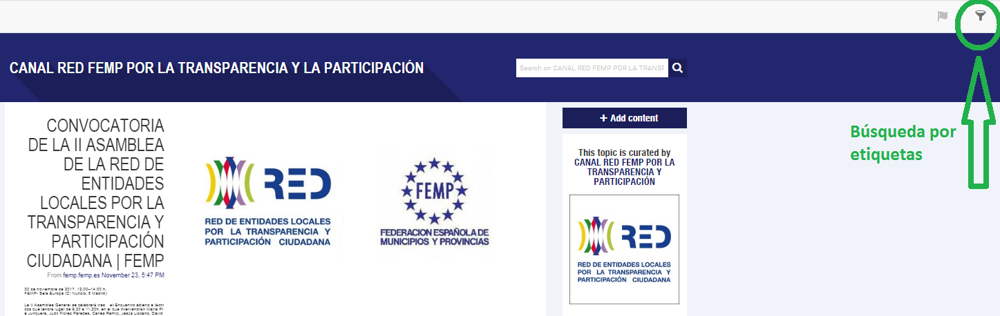 CANAL RED FEMP POR LA TRANSPARENCIA Y LA PARTICIPACIÓN
Search on CANAL RED FEMP POR LA TRANSF
+ Add content
Búsqueda por
etiquetas
CONVOCATORIA
DE LA II ASAMBLEA
DE LA RED DE
ENTIDADES
LOCALES POR LA
TRANSPARENCIA Y
PARTICIPACIÓN
CIUDADANA | FEMP
From femp.femp.es November 23, 5:47 PM
30 de noviembre de 2017. 12,00–14.00 h.
FEMP- Sala Europa (C/ Nuncio, 8 Madrid)
La II Asamblea General se celebrará tras el Encuentro abierto a técni
cos que tendrá lugar de 9,30 a 11,30h. en el que intervendrán María Pí
a Junquera, Judit Flórez Paredes, Carles Ramió, Jesús Lizcano, David
RED
RED DE ENTIDADES LOCALES
POR LA TRANSPARENCIA Y
PARTICIPACIÓN CIUDADANA
FEMP
FEDERACION ESPAÑOLA DE
MUNICIPIOS Y PROVINCIAS
This topic is curated by
CANAL RED FEMP POR LA
TRANSPARENCIA Y
PARTICIPACIÓN
RED
RED DE ENTIDADES LOCALES
POR LA TRANSPARENCIA Y
PARTICIPACIÓN CIUDADANA